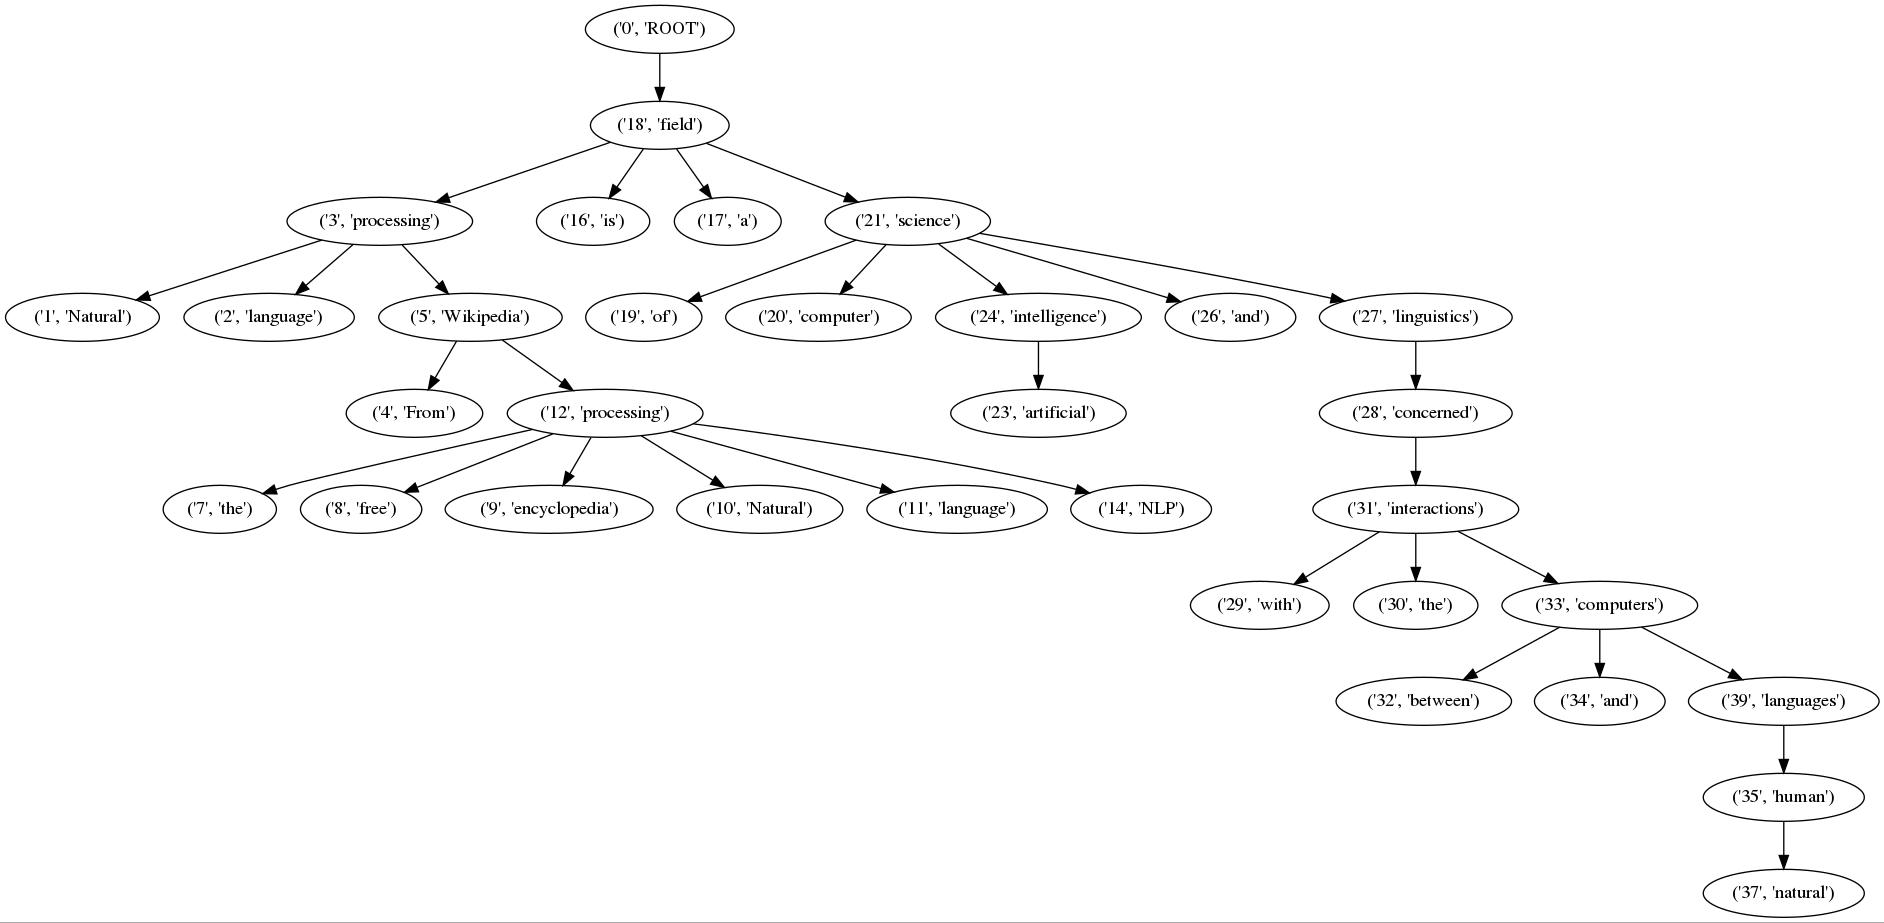 ('0', 'ROOT')
('18', 'field')
('3', 'processing') ('16', 'is') ('17', 'a') ('21', 'science')
('1', 'Natural') ('2', 'language') ('5', 'Wikipedia') ('19', 'of') ('20', 'computer') ('24', 'intelligence') ('26', 'and') ('27', 'linguistics')
('4', 'From') ('12', 'processing') ('23', 'artificial') ('28', 'concerned')
('7', 'the') ('8', 'free') ('9', 'encyclopedia') ('10', 'Natural') ('11', 'language') ('14', 'NLP') ('31', 'interactions')
('29', 'with') ('30', 'the') ('33', 'computers')
('32', 'between') ('34', 'and') ('39', 'languages')
('35', 'human')
('37', 'natural')